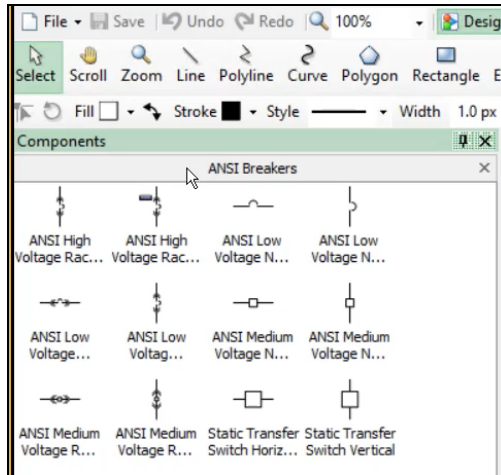 File Save Undo Redo 100% Desig
Select Scroll Zoom Line Polyline Curve Polygon Rectangle E
Fill Stroke Style Width 1.0 px
Components
ANSI Breakers
ANSI High ANSI High ANSI Low ANSI Low
Voltage Rac... Voltage Rac... Voltage N... Voltage N...
ANSI Low ANSI Low ANSI Medium ANSI Medium
Voltage... Voltag... Voltage N... Voltage N...
ANSI Medium ANSI Medium Static Transfer Static Transfer
Voltage R... Voltage R... Switch Horiz... Switch Vertical